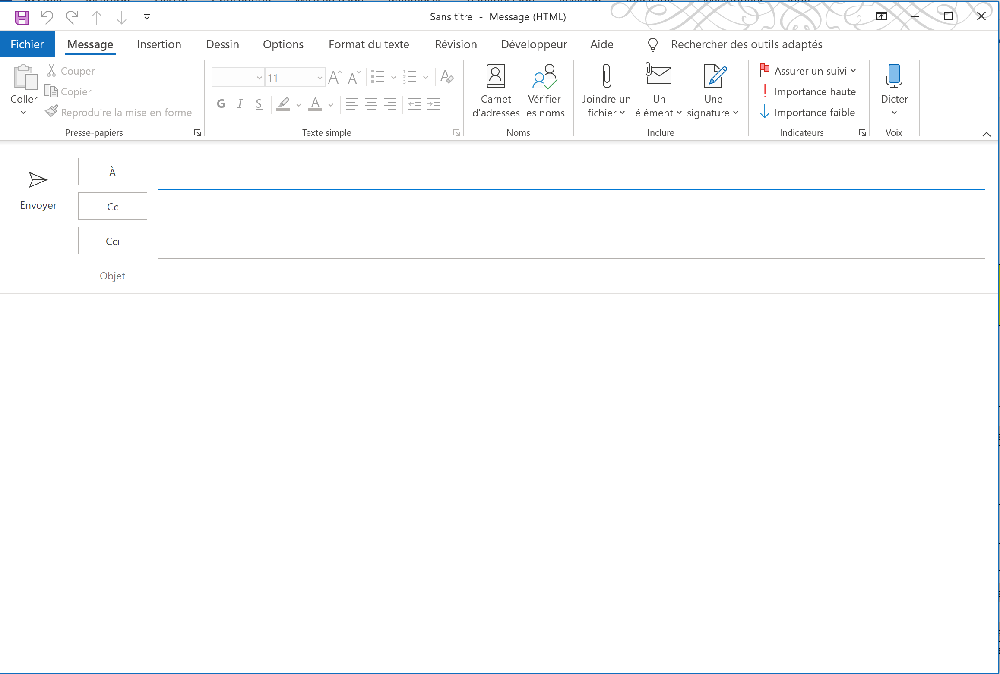 Sans titre - Message (HTML)
Fichier Message Insertion Dessin Options Format du texte Révision Développeur Aide Rechercher des outils adaptés
Coller
Couper
Copier
Reproduire la mise en forme
Presse-papiers
11
G I S
Texte simple
Carnet d'adresses
Vérifier les noms
Noms
Joindre un fichier
Un élément
Une signature
Inclure
Assurer un suivi
Importance haute
Importance faible
Indicateurs
Dicter
Voix
Envoyer
À
Cc
Cci
Objet